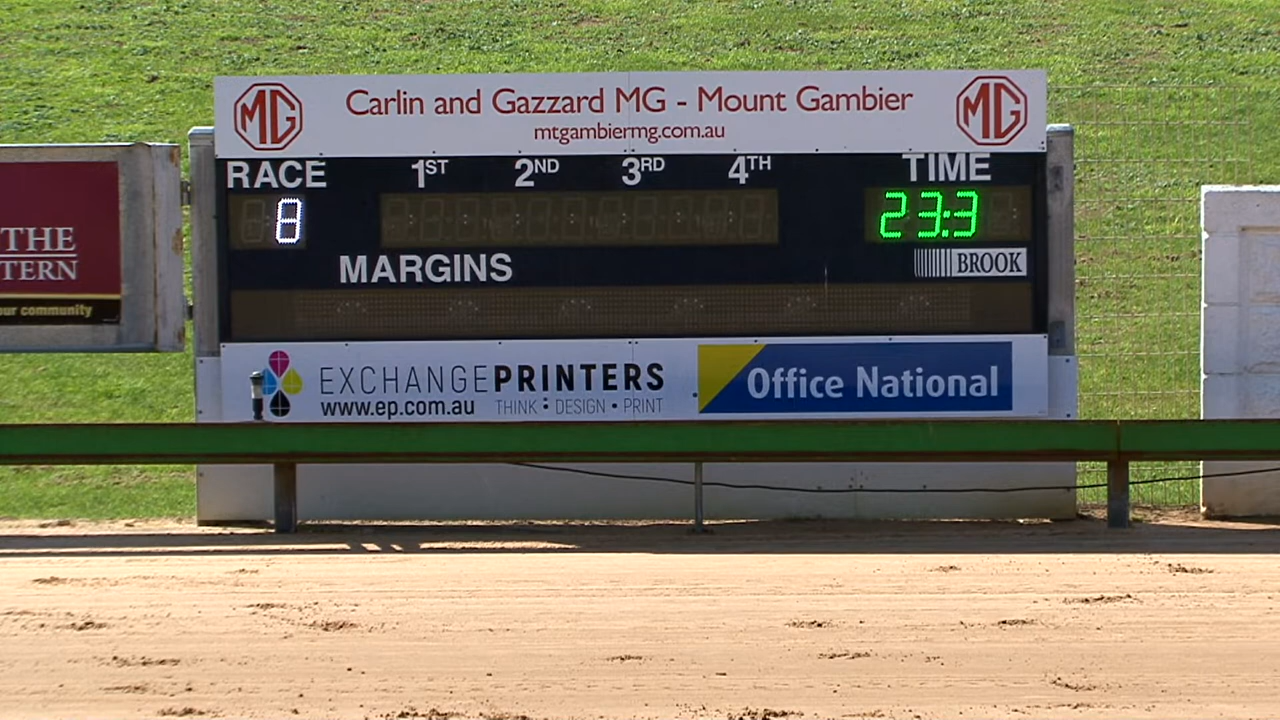 MG Carlin and Gazzard MG - Mount Gambier MG
mtgambiermg.com.au
RACE 1ST 2ND 3RD 4TH TIME
8 23:3
MARGINS BROOK
THE
TERN
ur community
EXCHANGEPRINTERS
www.ep.com.au THINK • DESIGN • PRINT
Office National